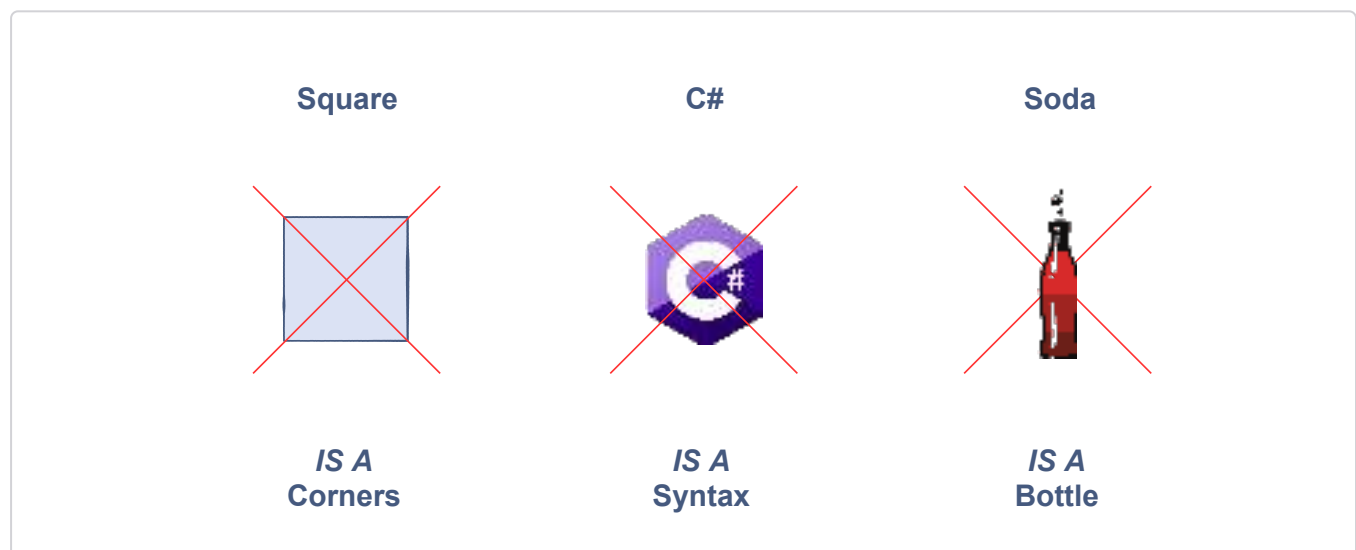 Square
C#
Soda
C#
IS A
Corners
IS A
Syntax
IS A
Bottle